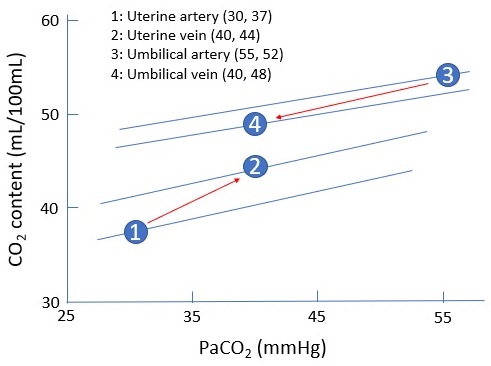 1: Uterine artery (30, 37)
2: Uterine vein (40, 44)
3: Umbilical artery (55, 52)
4: Umbilical vein (40, 48)
CO₂ content (mL/100mL)
60
50
40
30
3
4
2
1
25
35
45
55
PaCO₂ (mmHg)